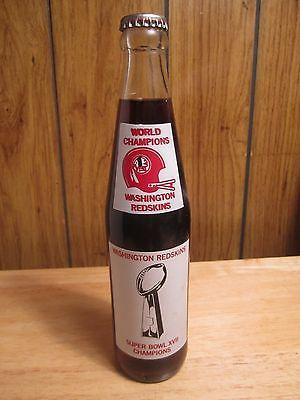 WORLD
CHAMPIONS
WASHINGTON
REDSKINS
WASHINGTON REDSKINS
SUPER BOWL XVII
CHAMPIONS